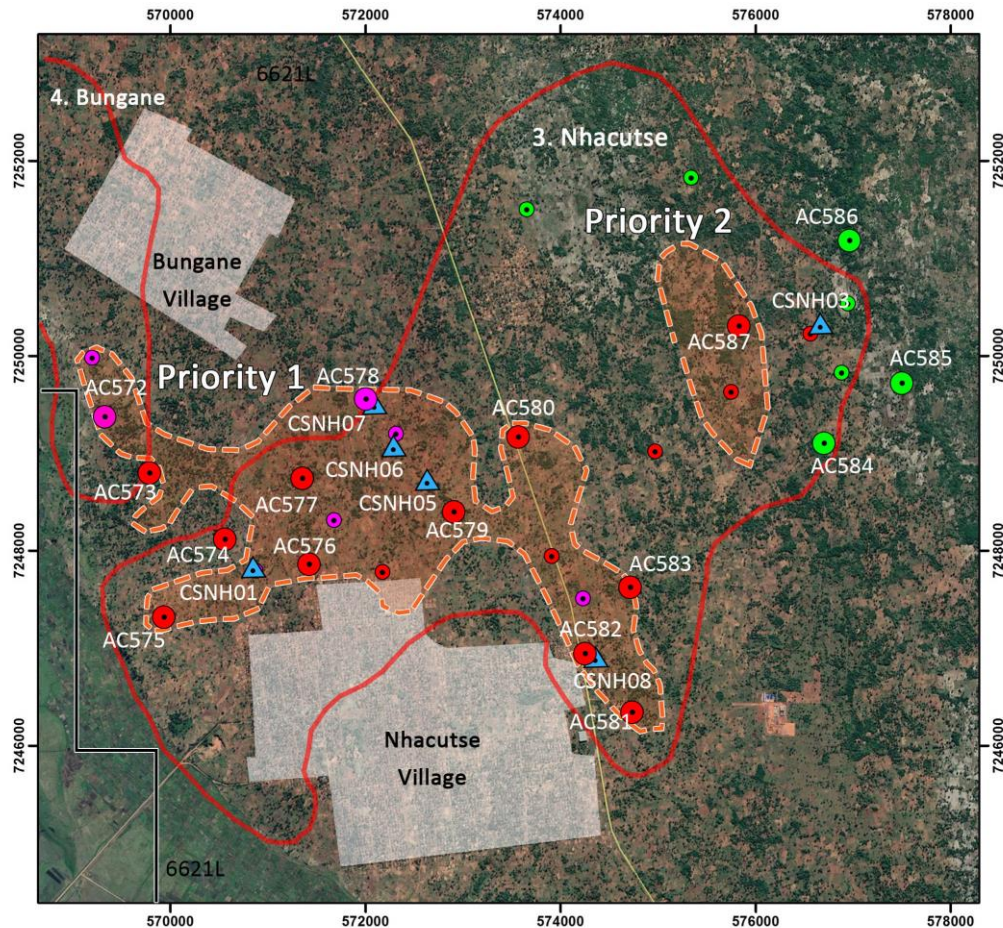 570000
572000
574000
576000
578000
6621L
4. Bungane
3. Nhacutse
7252000
7252000
Priority 2
AC586
Bungane
Village
CSNH03
AC587
7250000
7250000
Priority 1
AC578
AC572
AC585
CSNH07
AC580
CSNH06
AC584
AC573
AC577
CSNH05
AC579
7248000
7248000
AC574
AC576
AC583
CSNH01
AC575
AC582
CSNH08
AC581
7246000
7246000
Nhacutse
Village
6621L
570000
572000
574000
576000
578000